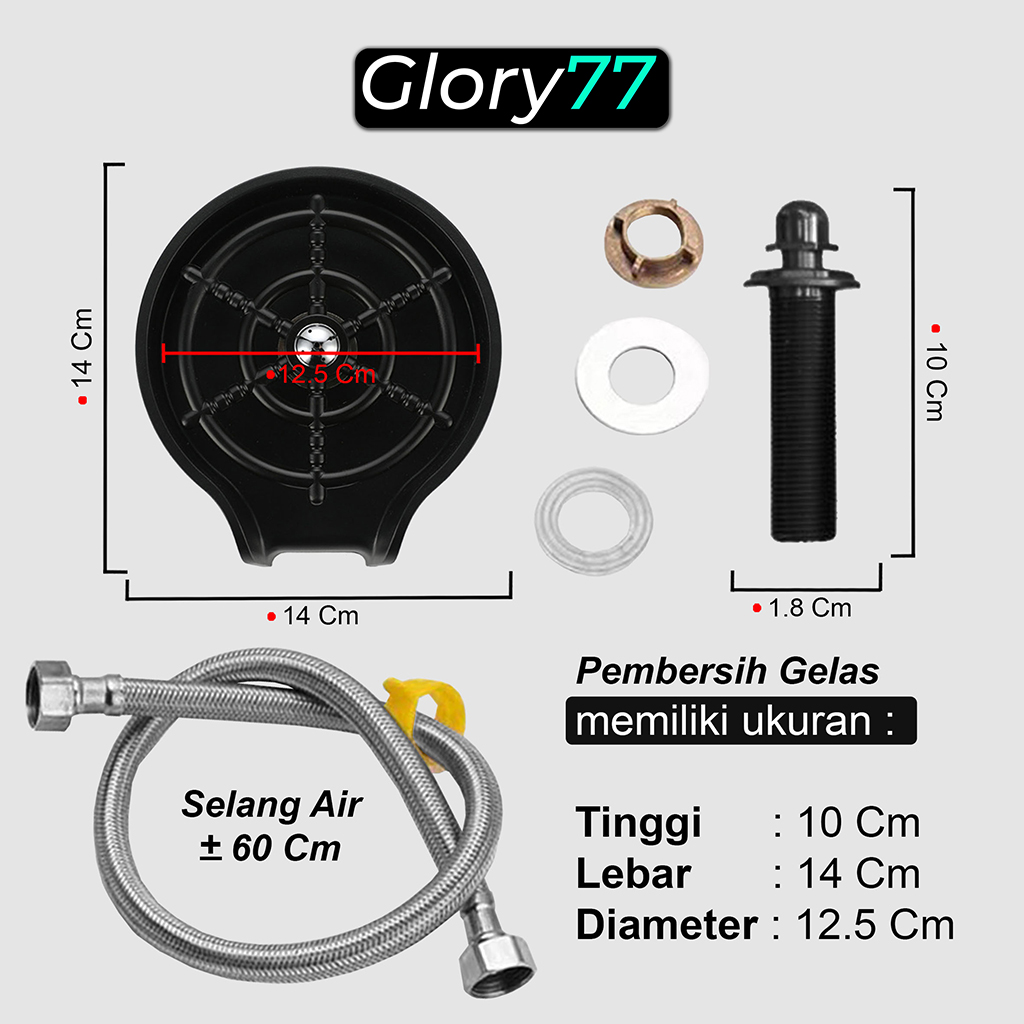 Glory77
• 14 Cm
• 12.5 Cm
• 10 Cm
• 14 Cm
• 1.8 Cm
Pembersih Gelas
memiliki ukuran :
Selang Air
± 60 Cm
Tinggi : 10 Cm
Lebar : 14 Cm
Diameter : 12.5 Cm